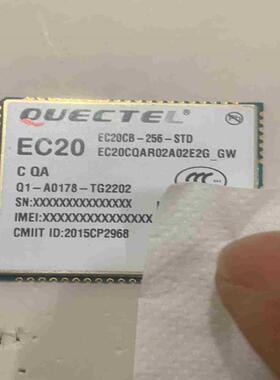 QUECTEL
EC20 EC20CB-256-STD
EC20CQAR02A02E2G_GW
C QA
Q1-A0178-TG2202
SN:XXXXXXXXXXXXXXX
IMEI:XXXXXXXXXXXXXXX
CMIIT ID:2015CP2968